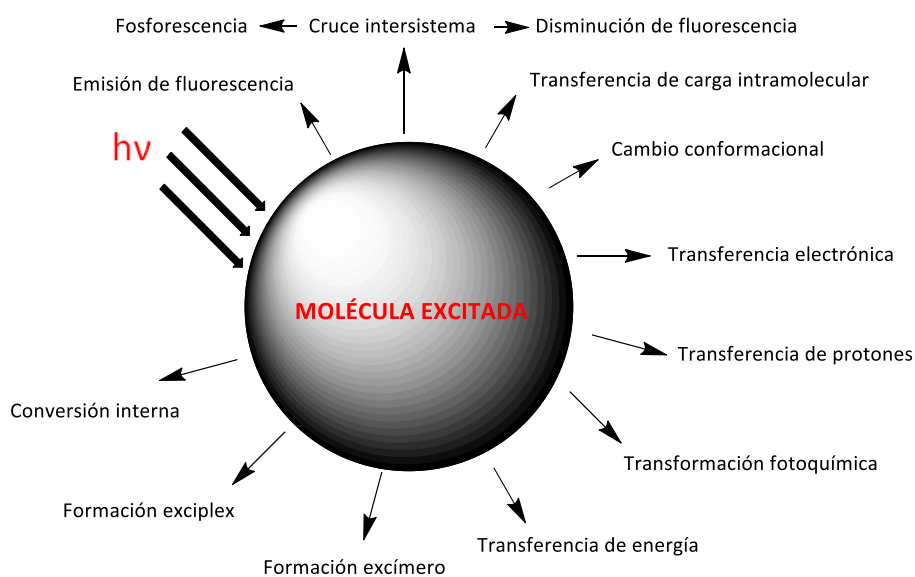 Fosforescencia
Cruce intersistema
Disminución de fluorescencia
Emisión de fluorescencia
Transferencia de carga intramolecular
hν
Cambio conformacional
Transferencia electrónica
MOLÉCULA EXCITADA
Transferencia de protones
Conversión interna
Transformación fotoquímica
Formación exciplex
Transferencia de energía
Formación excímero